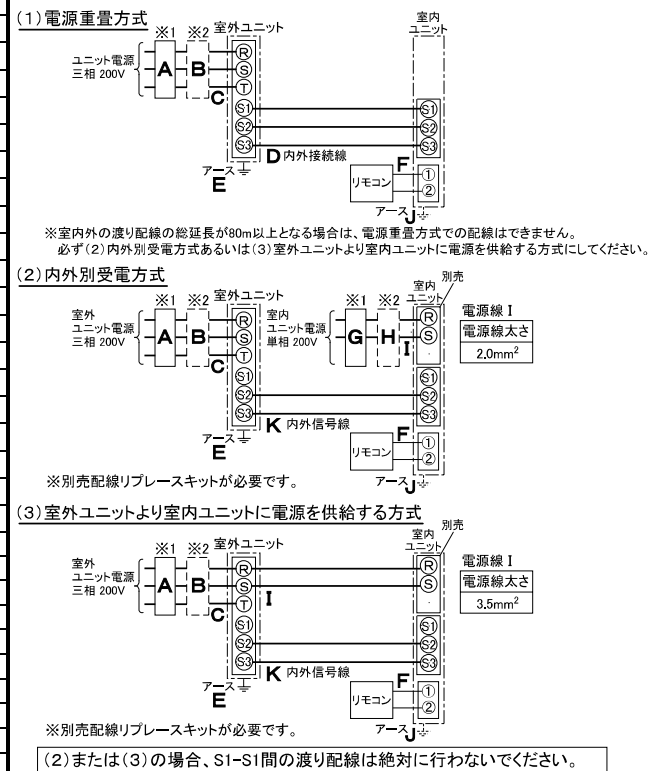 (1)電源重畳方式
※1 ※2 室外ユニット
室内
ユニット
ユニット電源
三相 200V
A B C
R
S
T
S1
S2
S3
S1
S2
S3
D 内外接続線
アース
E
F
リモコン
①
②
アース J
※室内外の渡り配線の総延長が80m以上となる場合は、電源重畳方式での配線はできません。
必ず(2)内外別受電方式あるいは(3)室外ユニットより室内ユニットに電源を供給する方式にしてください。
(2)内外別受電方式
※1 ※2 室外ユニット
※1 ※2 室内
ユニット
別売
室外
ユニット電源
三相 200V
A B C
R
S
T
S1
S2
S3
室内
ユニット電源
単相 200V
G H I
R
S
S1
S2
S3
電源線 I
電源線太さ
2.0mm²
K 内外信号線
アース
E
F
リモコン
①
②
アース J
※別売配線リプレースキットが必要です。
(3)室外ユニットより室内ユニットに電源を供給する方式
※1 ※2 室外ユニット
室内
ユニット
別売
室外
ユニット電源
三相 200V
A B C
R
S
T
I
S1
S2
S3
R
S
S1
S2
S3
電源線 I
電源線太さ
3.5mm²
K 内外信号線
アース
E
F
リモコン
①
②
アース J
※別売配線リプレースキットが必要です。
(2)または(3)の場合、S1-S1間の渡り配線は絶対に行わないでください。